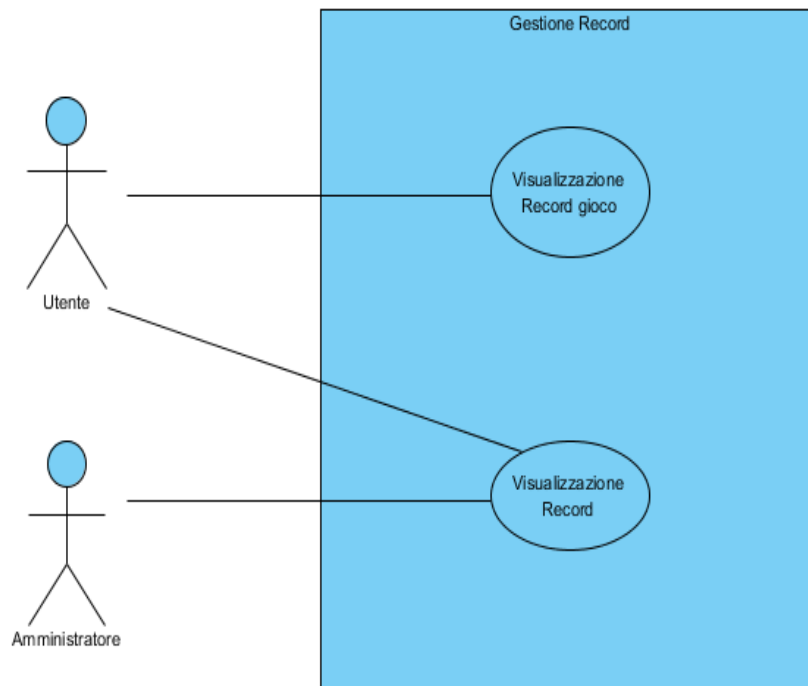 Gestione Record
Visualizzazione
Record gioco
Utente
Visualizzazione
Record
Amministratore